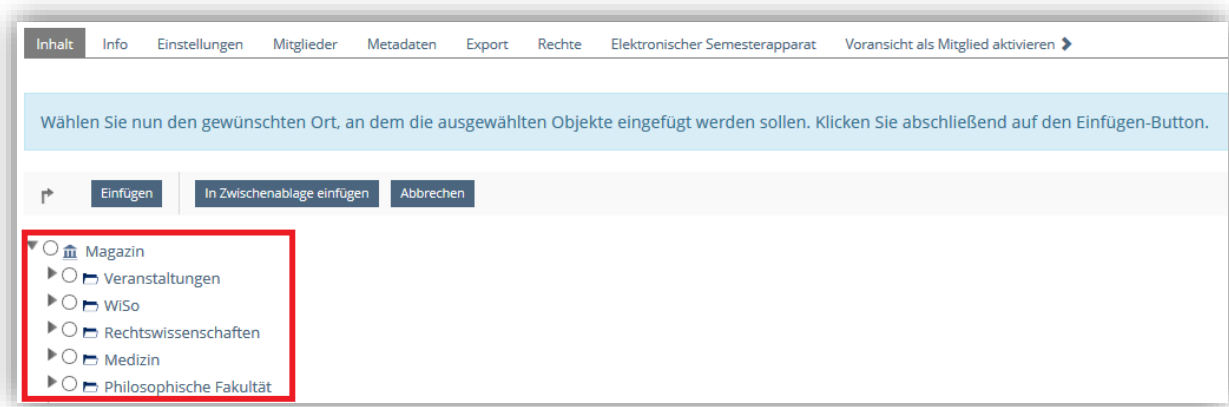 Inhalt Info Einstellungen Mitglieder Metadaten Export Rechte Elektronischer Semesterapparat Voransicht als Mitglied aktivieren
Wählen Sie nun den gewünschten Ort, an dem die ausgewählten Objekte eingefügt werden sollen. Klicken Sie abschließend auf den Einfügen-Button.
Einfügen In Zwischenablage einfügen Abbrechen
Magazin
Veranstaltungen
WiSo
Rechtswissenschaften
Medizin
Philosophische Fakultät